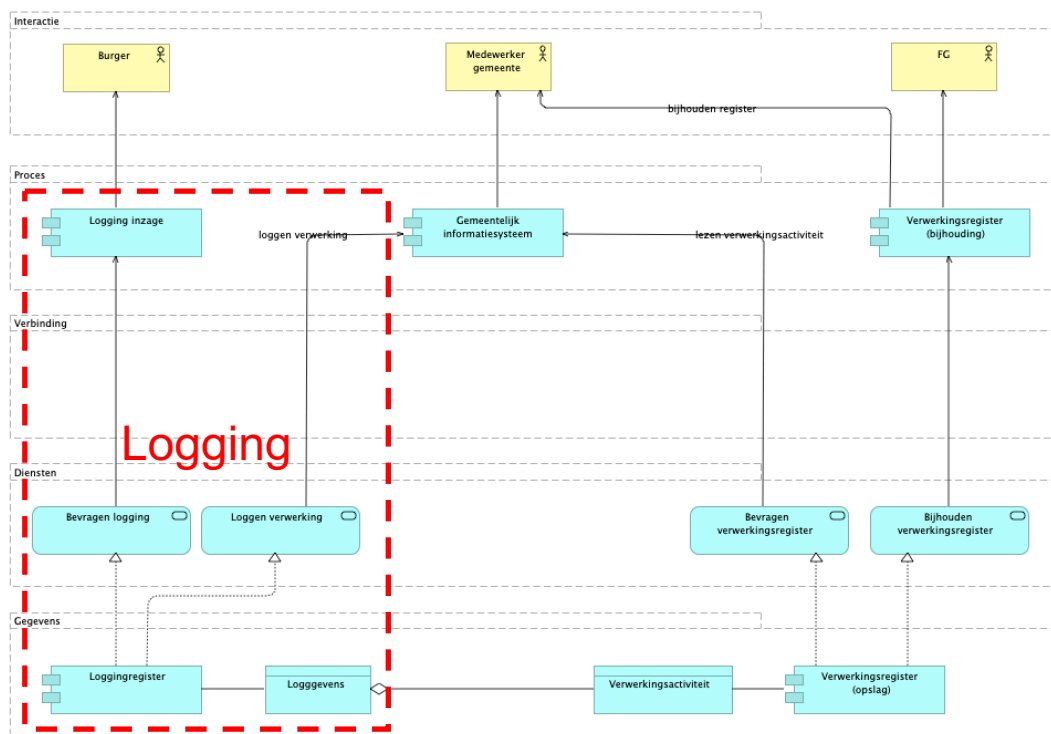 Interactie
Burger
Medewerker
gemeente
FG
bijhouden register
Proces
Logging inzage
loggen verwerking
Gemeentelijk
informatiesysteem
lezen verwerkingsactiviteit
Verwerkingsregister
(bijhouding)
Verbinding
Logging
Diensten
Bevragen logging
Loggen verwerking
Bevragen
verwerkingsregister
Bijhouden
verwerkingsregister
Gegevens
Loggingregister
Logggevens
Verwerkingsactiviteit
Verwerkingsregister
(opslag)